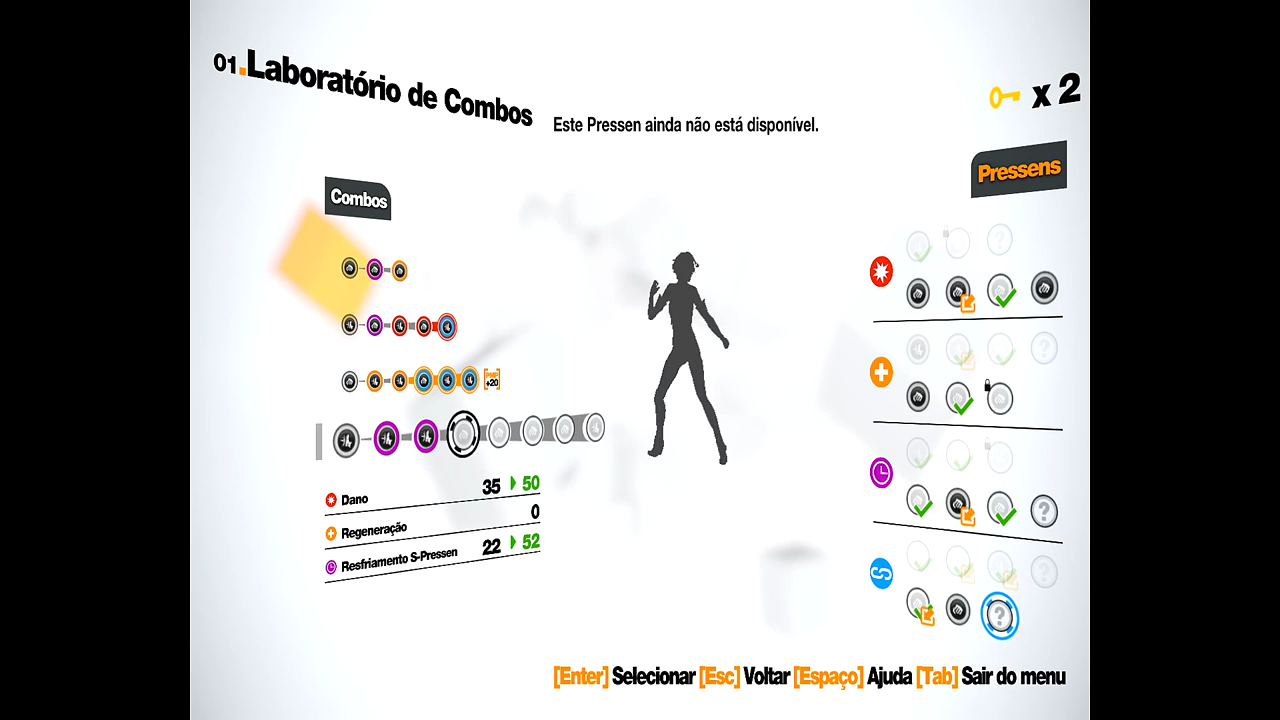 01.Laboratório de Combos
x 2
Este Pressen ainda não está disponível.
Pressens
Combos
PMP +20
Dano 35 50
Regeneração 0
Resfriamento S-Pressen 22 52
? ? ? ? ?
[Enter] Selecionar [Esc] Voltar [Espaço] Ajuda [Tab] Sair do menu